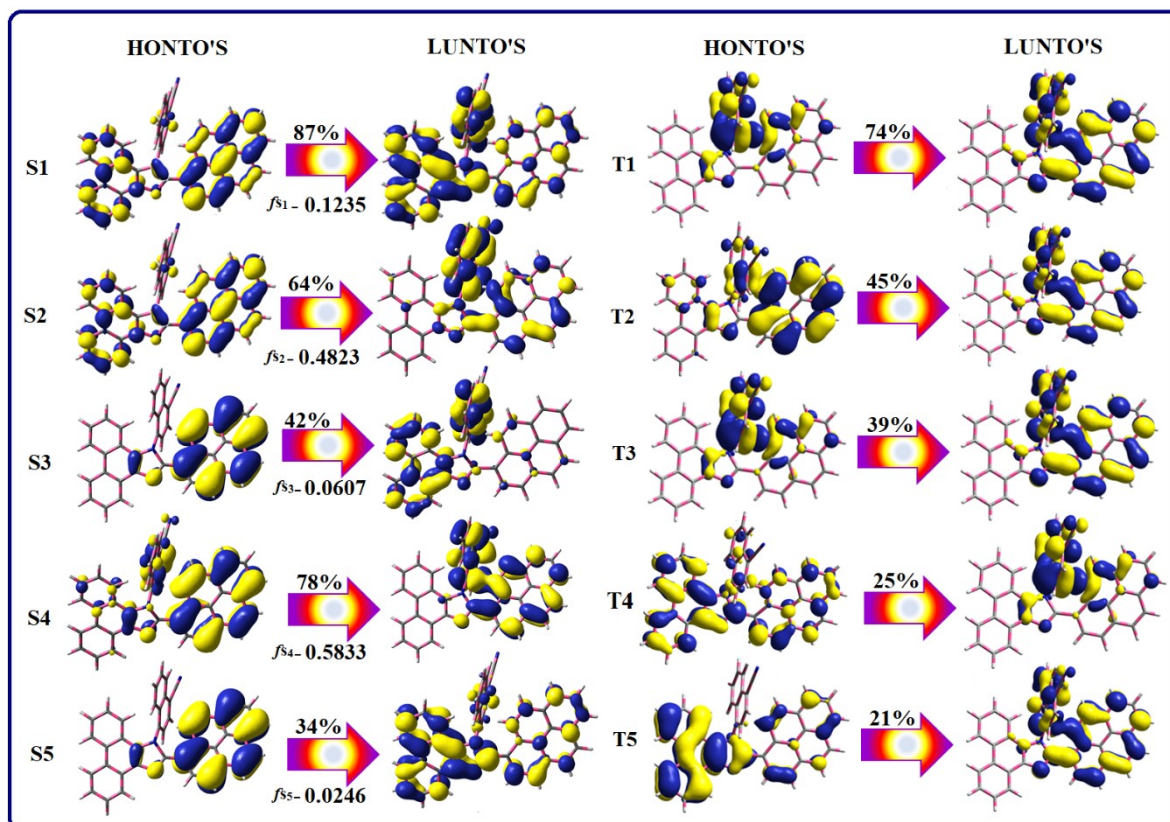 HONTO'S LUNTO'S HONTO'S LUNTO'S
S1 87% T1 74%
fS1 - 0.1235
S2 64% T2 45%
fS2 - 0.4823
S3 42% T3 39%
fS3 - 0.0607
S4 78% T4 25%
fS4 - 0.5833
S5 34% T5 21%
fS5 - 0.0246